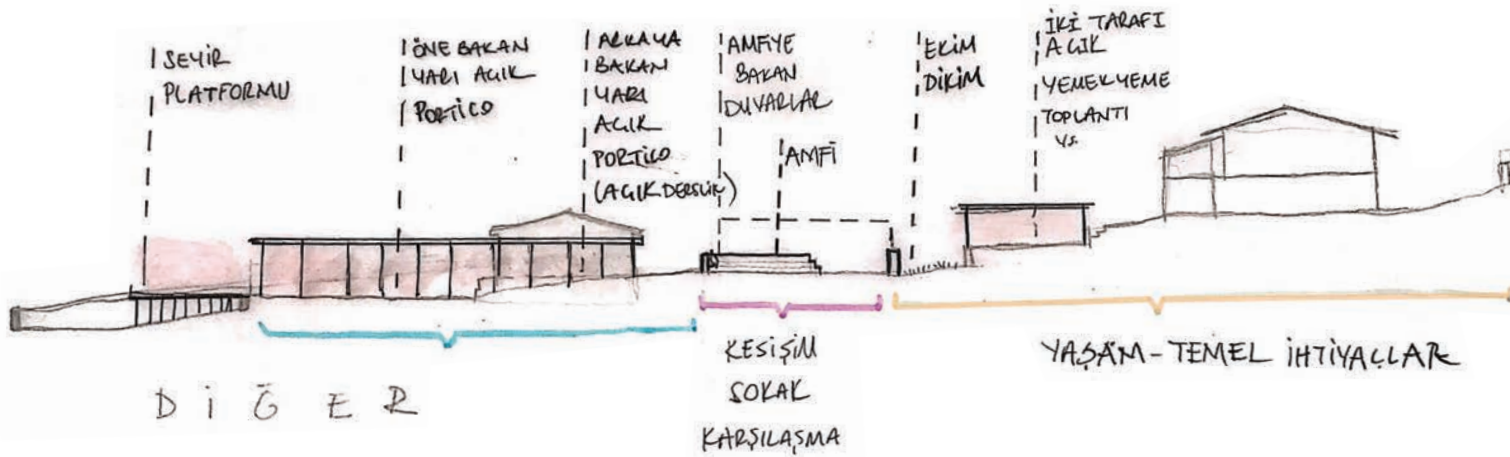 SEYİR
PLATFORMU
ÖNE BAKAN
YARI AÇIK
PORTICO
ARKAYA
BAKAN
YARI
AÇIK
PORTICO
(AÇIK DERSLİK)
AMFİYE
BAKAN
DUVARLAR
AMFİ
EKİM
DİKİM
İKİ TARAFI
AÇIK
YEMEK YEME
TOPLANTI
vs.
DİĞER
KESİŞİM
SOKAK
KARŞILAŞMA
YAŞAM-TEMEL İHTİYAÇLAR